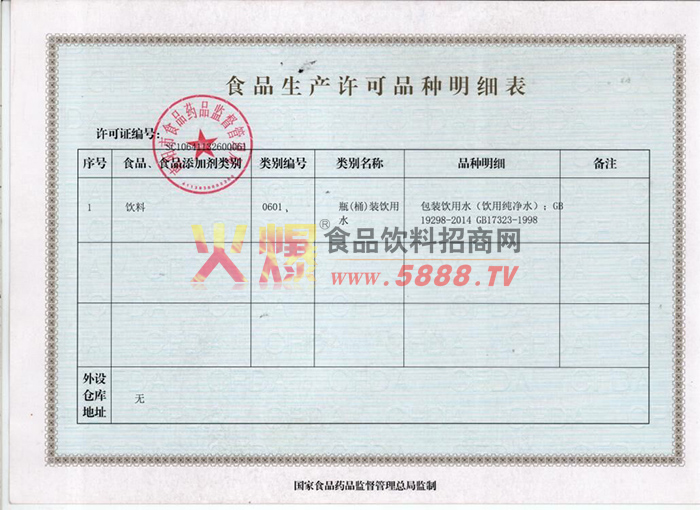 食品生产许可品种明细表
许可证编号：
序号 食品、食品添加剂类别 类别编号 类别名称 品种明细 备注
1 饮料 0601, 瓶(桶)装饮用水 包装饮用水（饮用纯净水）；GB
19298-2014 GB17323-1998
火爆® 食品饮料招商网
www.5888.TV
外设
仓库
地址
无
国家食品药品监督管理总局监制